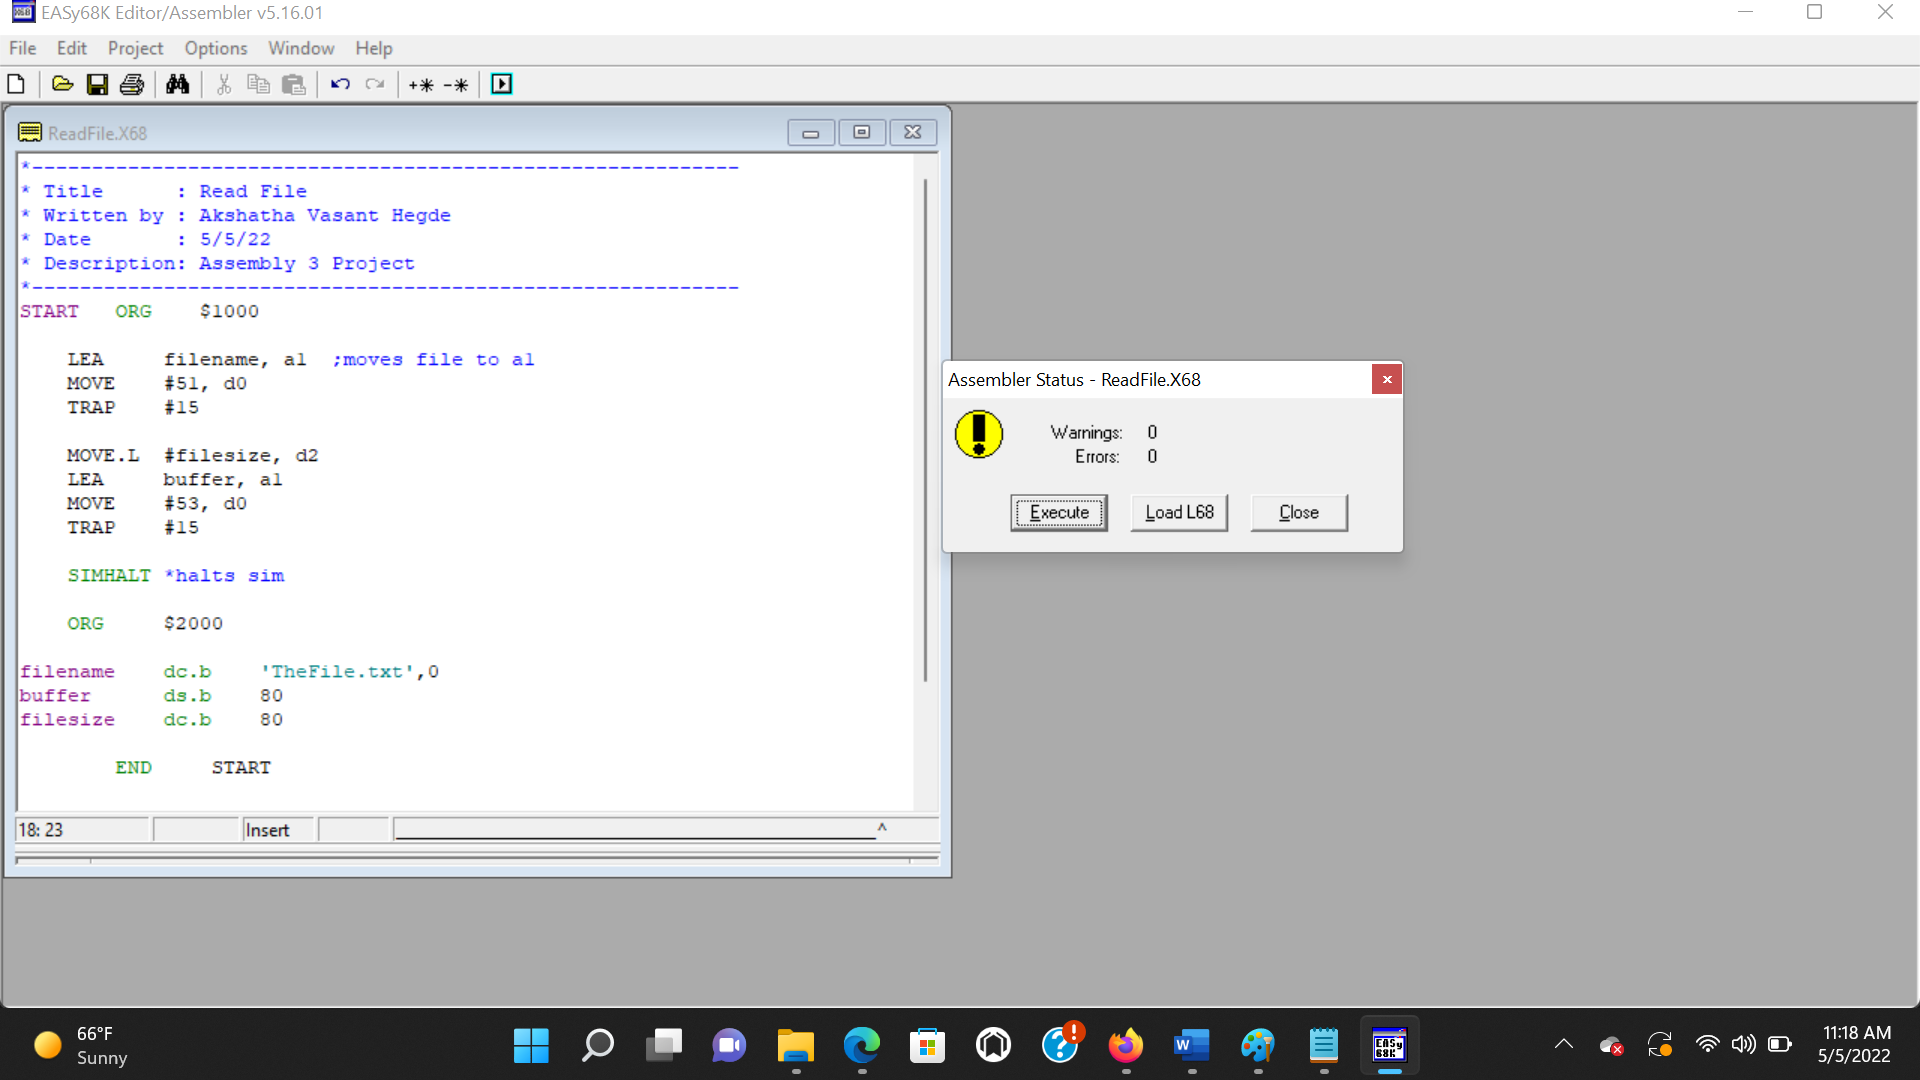 EASy68K Editor/Assembler v5.16.01
File Edit Project Options Window Help
ReadFile.X68
*-----------------------------------------------------------
* Title      : Read File
* Written by : Akshatha Vasant Hegde
* Date       : 5/5/22
* Description: Assembly 3 Project
*-----------------------------------------------------------
START   ORG    $1000
LEA     filename, a1  ;moves file to a1
MOVE    #51, d0
TRAP    #15
MOVE.L  #filesize, d2
LEA     buffer, a1
MOVE    #53, d0
TRAP    #15
SIMHALT *halts sim
ORG     $2000
filename    dc.b    'TheFile.txt',0
buffer      ds.b    80
filesize    dc.b    80
END     START
18: 23 Insert
Assembler Status - ReadFile.X68
Warnings: 0
Errors: 0
Execute Load L68 Close
66°F
Sunny
11:18 AM
5/5/2022